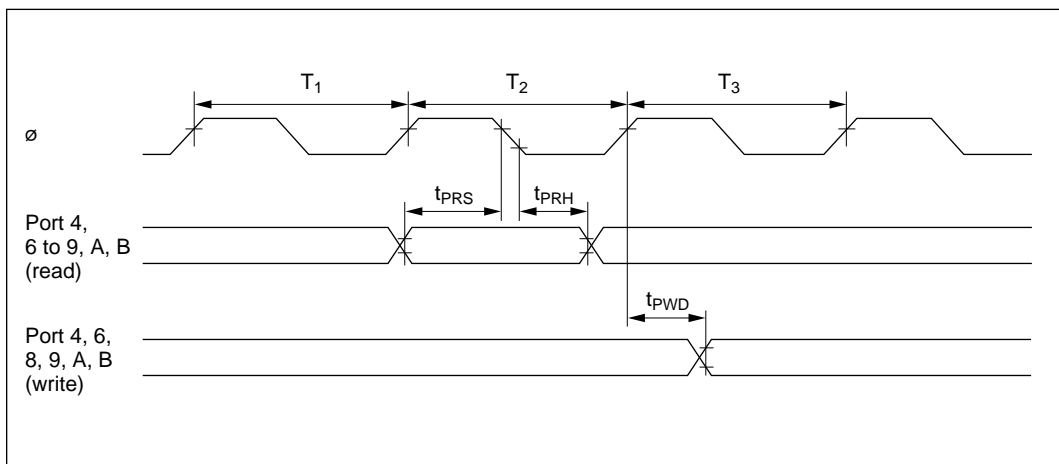 T1 T2 T3
ø
tPRS tPRH
Port 4,
6 to 9, A, B
(read)
tPWD
Port 4, 6,
8, 9, A, B
(write)